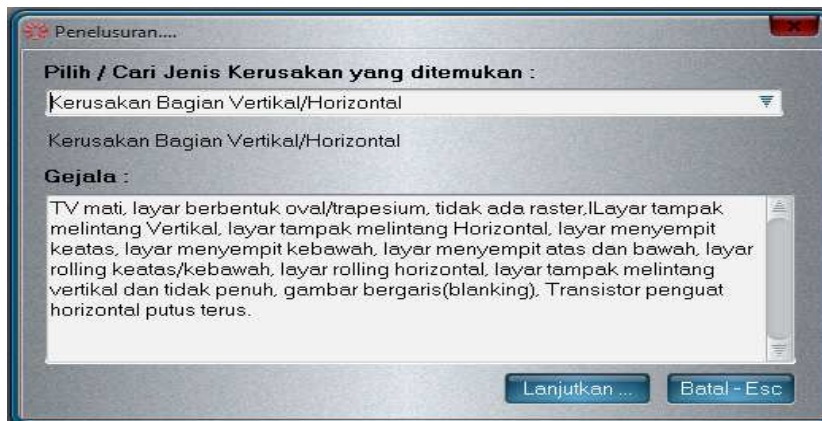 Penelusuran....
Pilih / Cari Jenis Kerusakan yang ditemukan :
Kerusakan Bagian Vertikal/Horizontal
Kerusakan Bagian Vertikal/Horizontal
Gejala :
TV mati, layar berbentuk oval/trapesium, tidak ada raster,lLayar tampak
melintang Vertikal, layar tampak melintang Horizontal, layar menyempit
keatas, layar menyempit kebawah, layar menyempit atas dan bawah, layar
rolling keatas/kebawah, layar rolling horizontal, layar tampak melintang
vertikal dan tidak penuh, gambar bergaris(blanking), Transistor penguat
horizontal putus terus.
Lanjutkan ... Batal - Esc